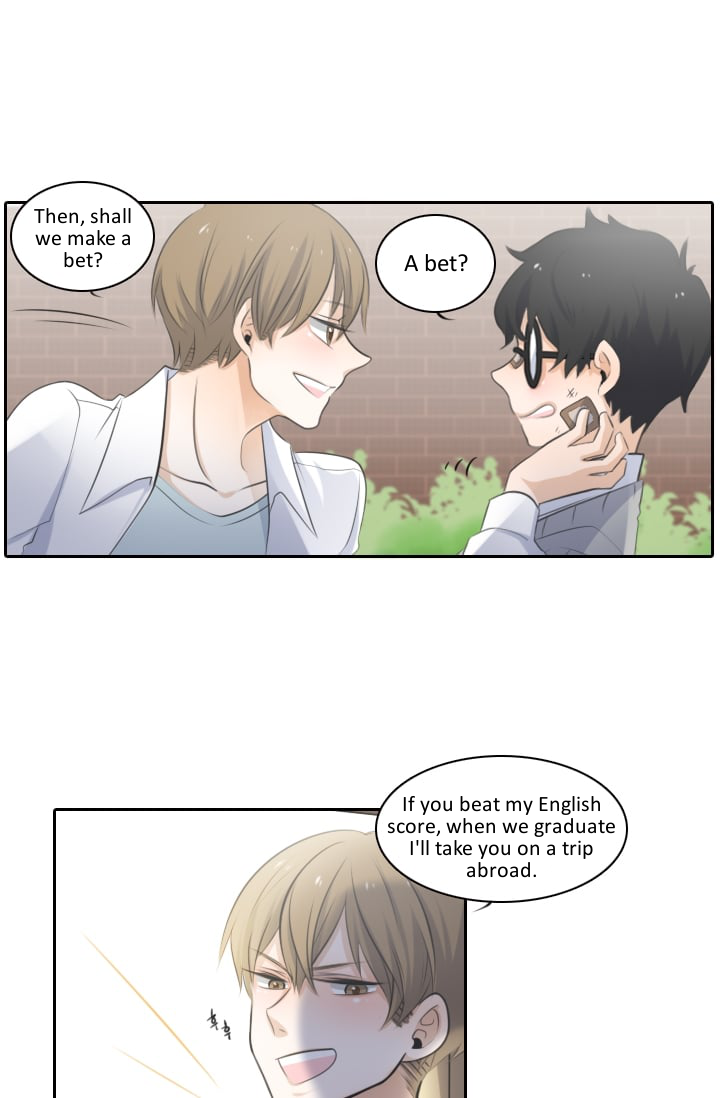 Then, shall
we make a
bet?
A bet?
If you beat my English
score, when we graduate
I'll take you on a trip
abroad.